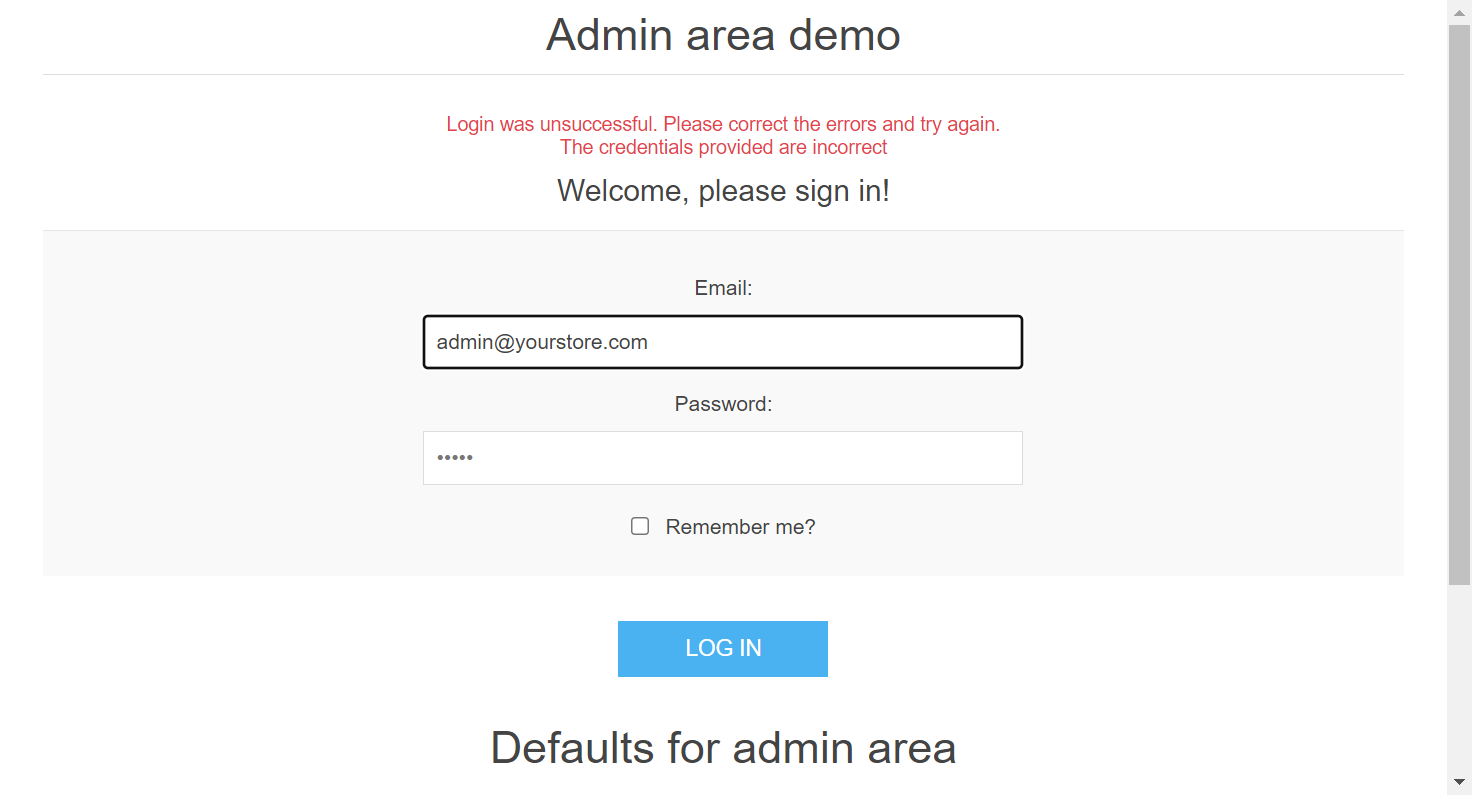 Admin area demo
Login was unsuccessful. Please correct the errors and try again.
The credentials provided are incorrect
Welcome, please sign in!
Email:
admin@yourstore.com
Password:
•••••
Remember me?
LOG IN
Defaults for admin area